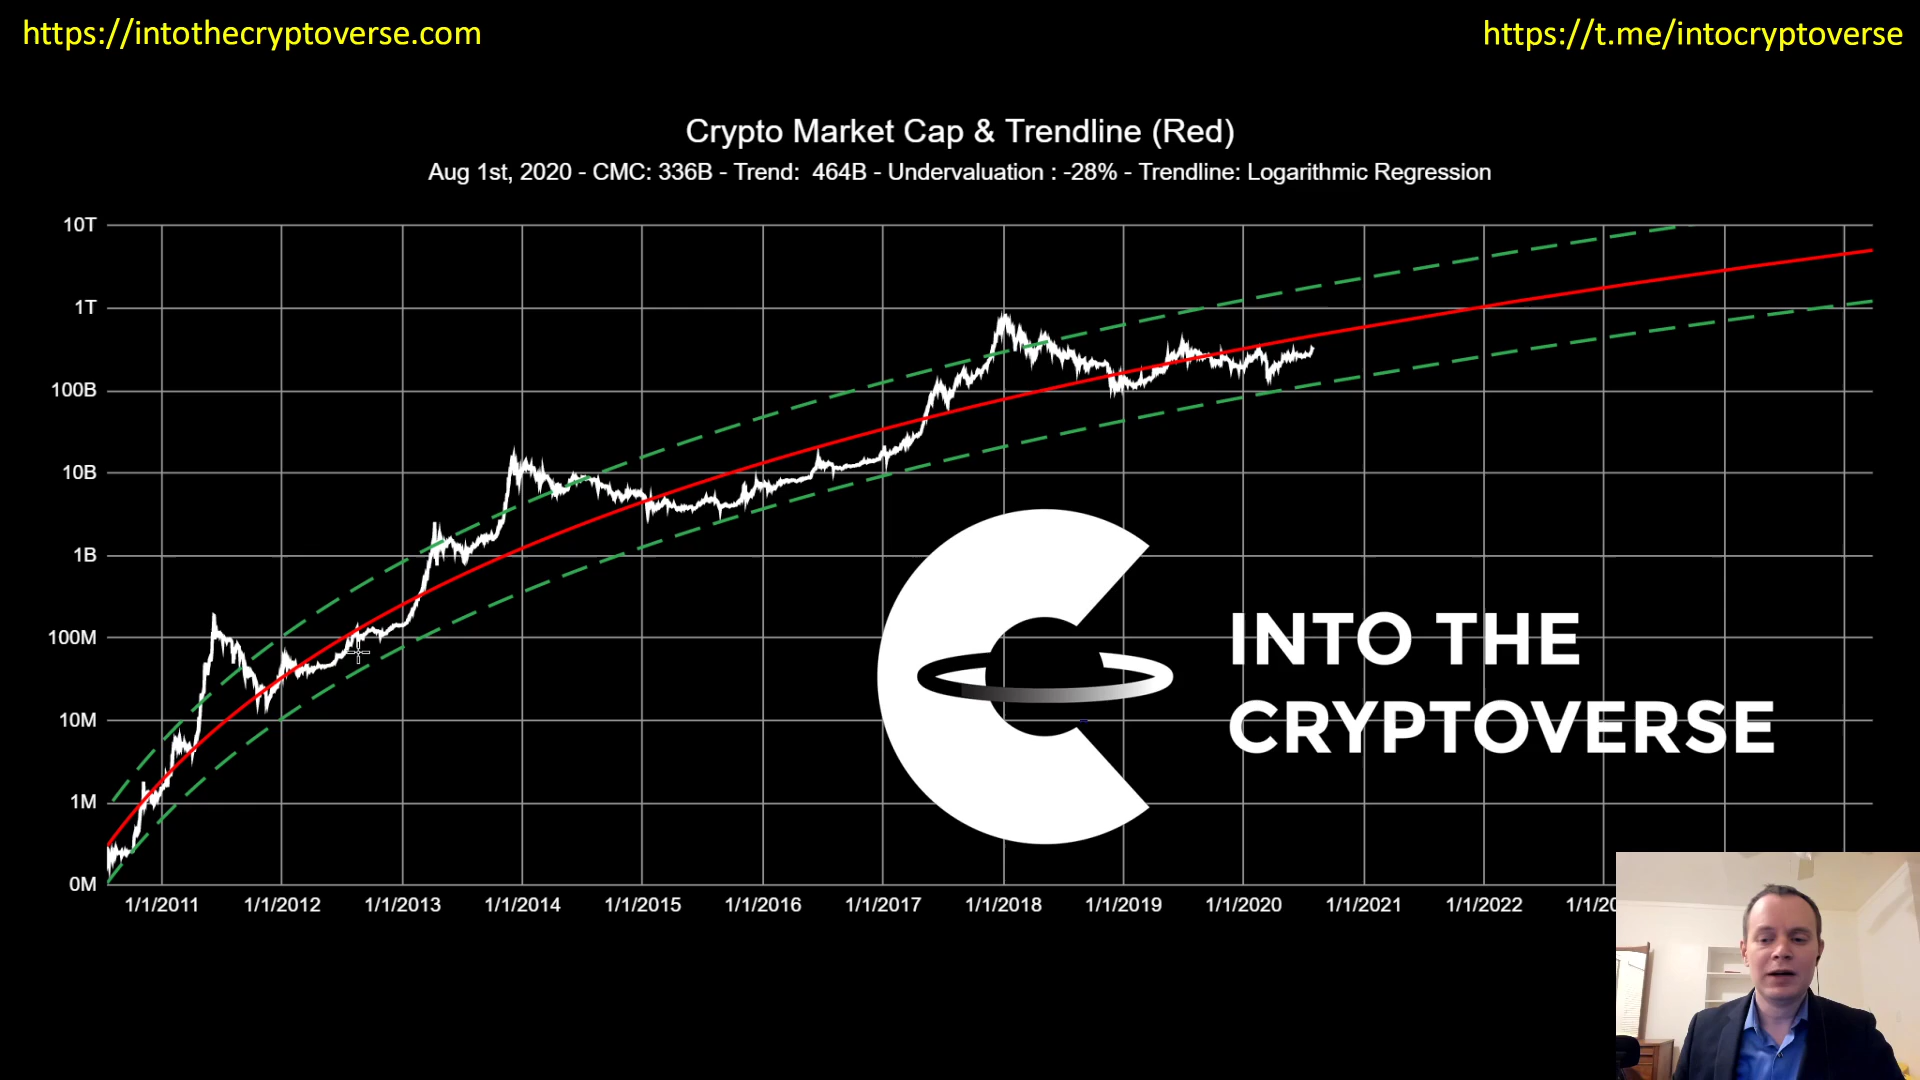 https://intothecryptoverse.com
https://t.me/intocryptoverse
Crypto Market Cap & Trendline (Red)
Aug 1st, 2020 - CMC: 336B - Trend:  464B - Undervaluation : -28% - Trendline: Logarithmic Regression
10T
1T
100B
10B
1B
100M
10M
1M
0M
INTO THE
CRYPTOVERSE
1/1/2011 1/1/2012 1/1/2013 1/1/2014 1/1/2015 1/1/2016 1/1/2017 1/1/2018 1/1/2019 1/1/2020 1/1/2021 1/1/2022